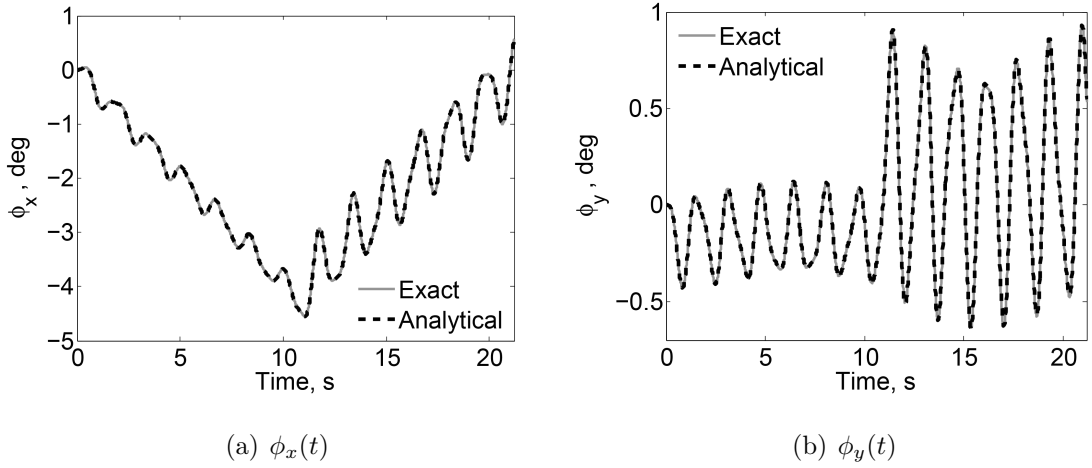 1
0
−1
−2
−3
−4
−5
ϕx , deg
Exact
Analytical
0 5 10 15 20
Time, s
(a) ϕx(t)
1
0.5
0
−0.5
ϕy , deg
Exact
Analytical
0 5 10 15 20
Time, s
(b) ϕy(t)